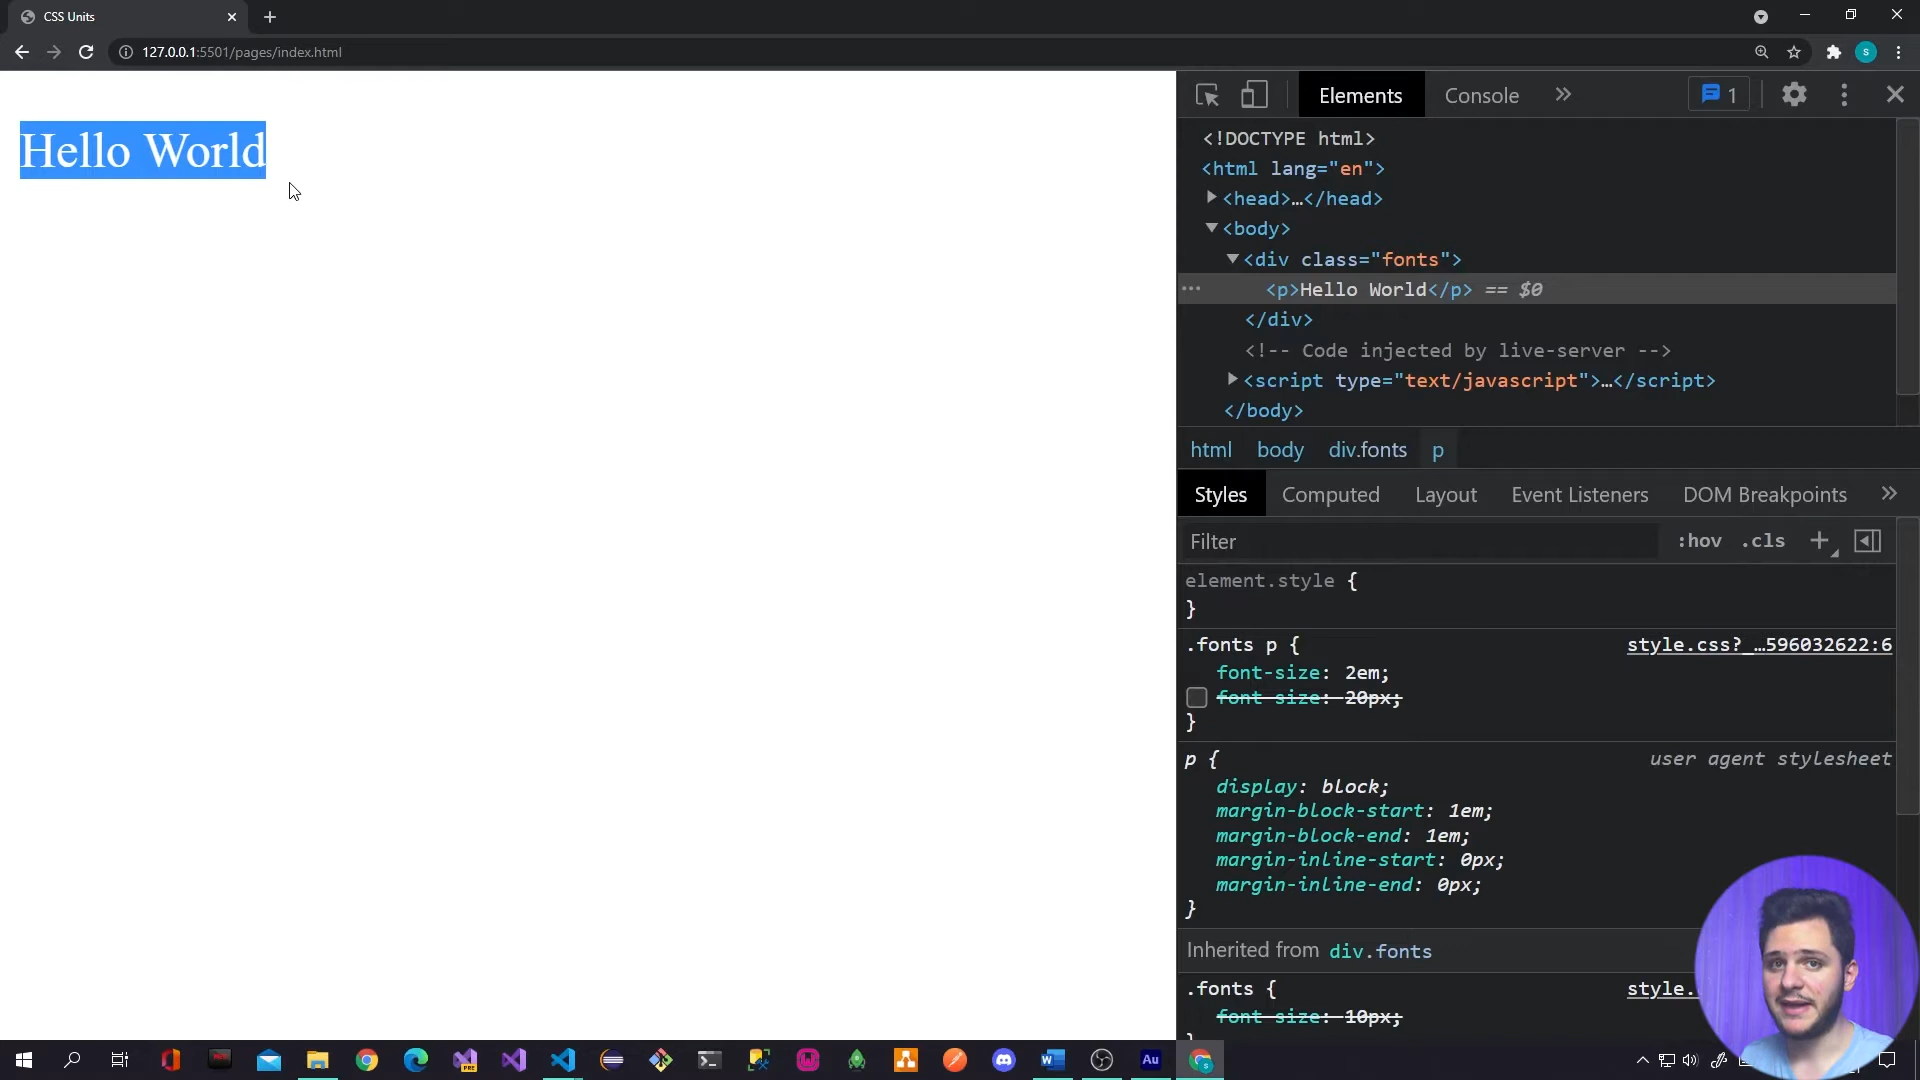 CSS Units
127.0.0.1:5501/pages/index.html
S
Hello World
Elements
Console
1
<!DOCTYPE html>
<html lang="en">
<head>…</head>
<body>
<div class="fonts">
<p>Hello World</p> == $0
</div>
<!-- Code injected by live-server -->
<script type="text/javascript">…</script>
</body>
html body div.fonts p
Styles Computed Layout Event Listeners DOM Breakpoints
Filter
:hov .cls
element.style {
}
.fonts p {
style.css?_…596032622:6
font-size: 2em;
font-size: 20px;
}
p {
user agent stylesheet
display: block;
margin-block-start: 1em;
margin-block-end: 1em;
margin-inline-start: 0px;
margin-inline-end: 0px;
}
Inherited from div.fonts
.fonts {
style.
font-size: 10px;
PRE
W
Au
S